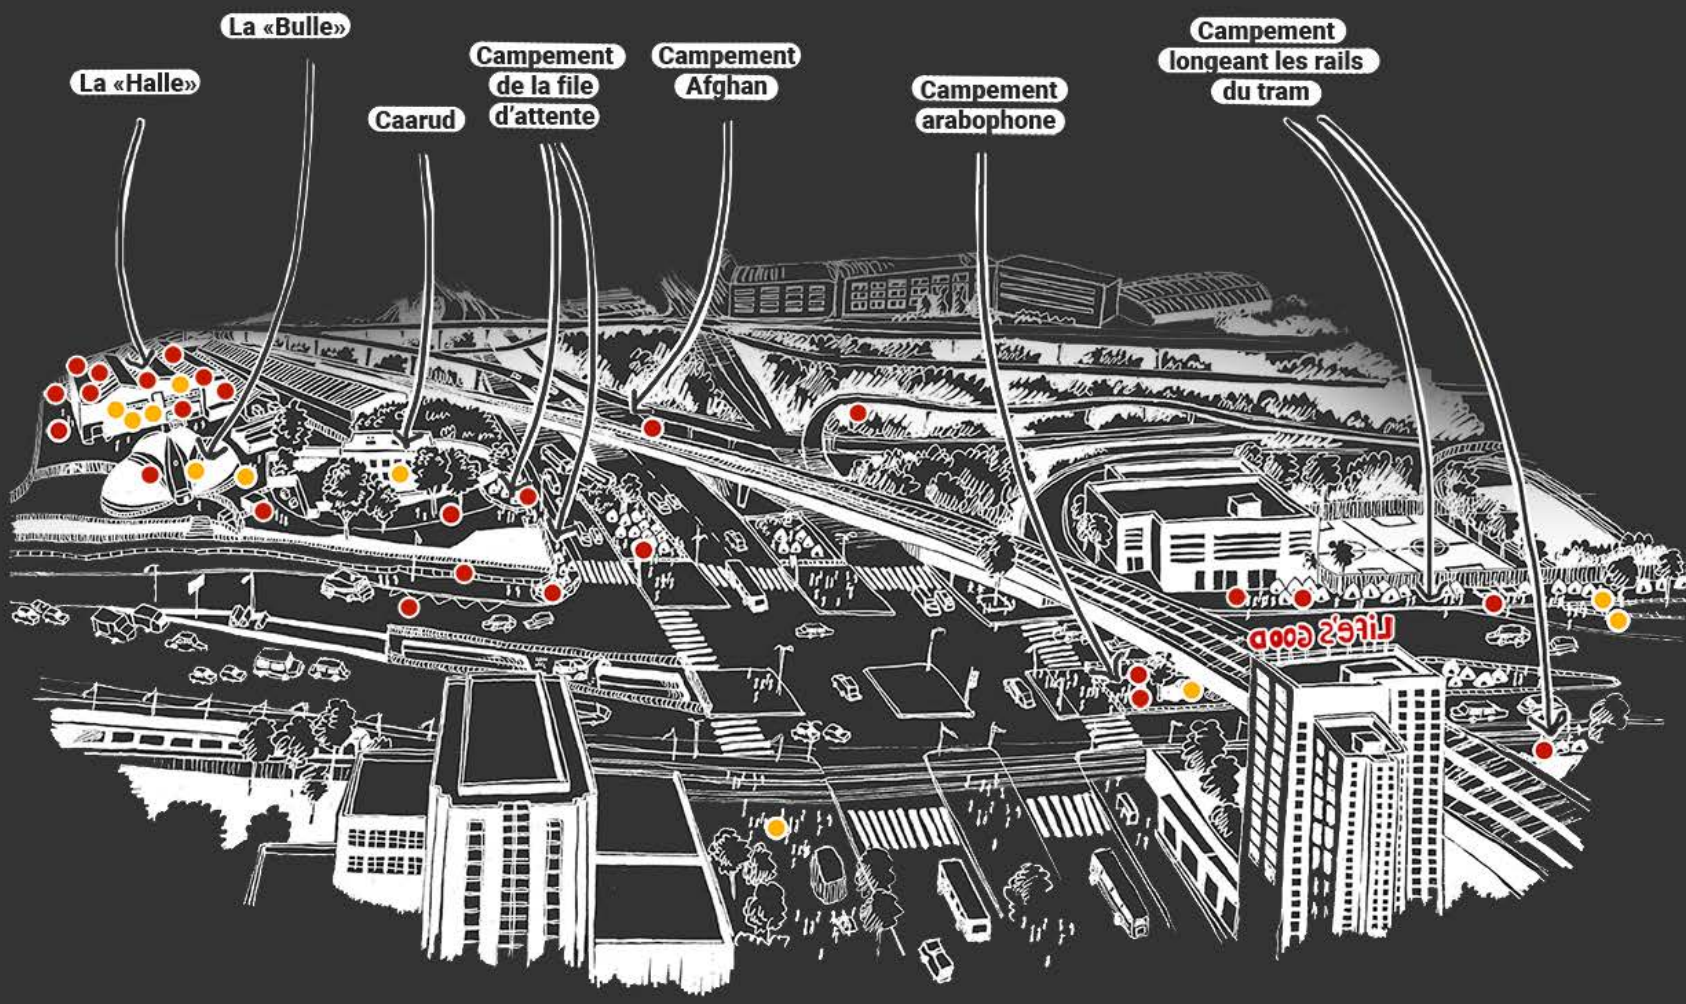 La «Bulle»
La «Halle»
Caarud
Campement
de la file
d’attente
Campement
Afghan
Campement
arabophone
Campement
longeant les rails
du tram
LiFe'S GOOD